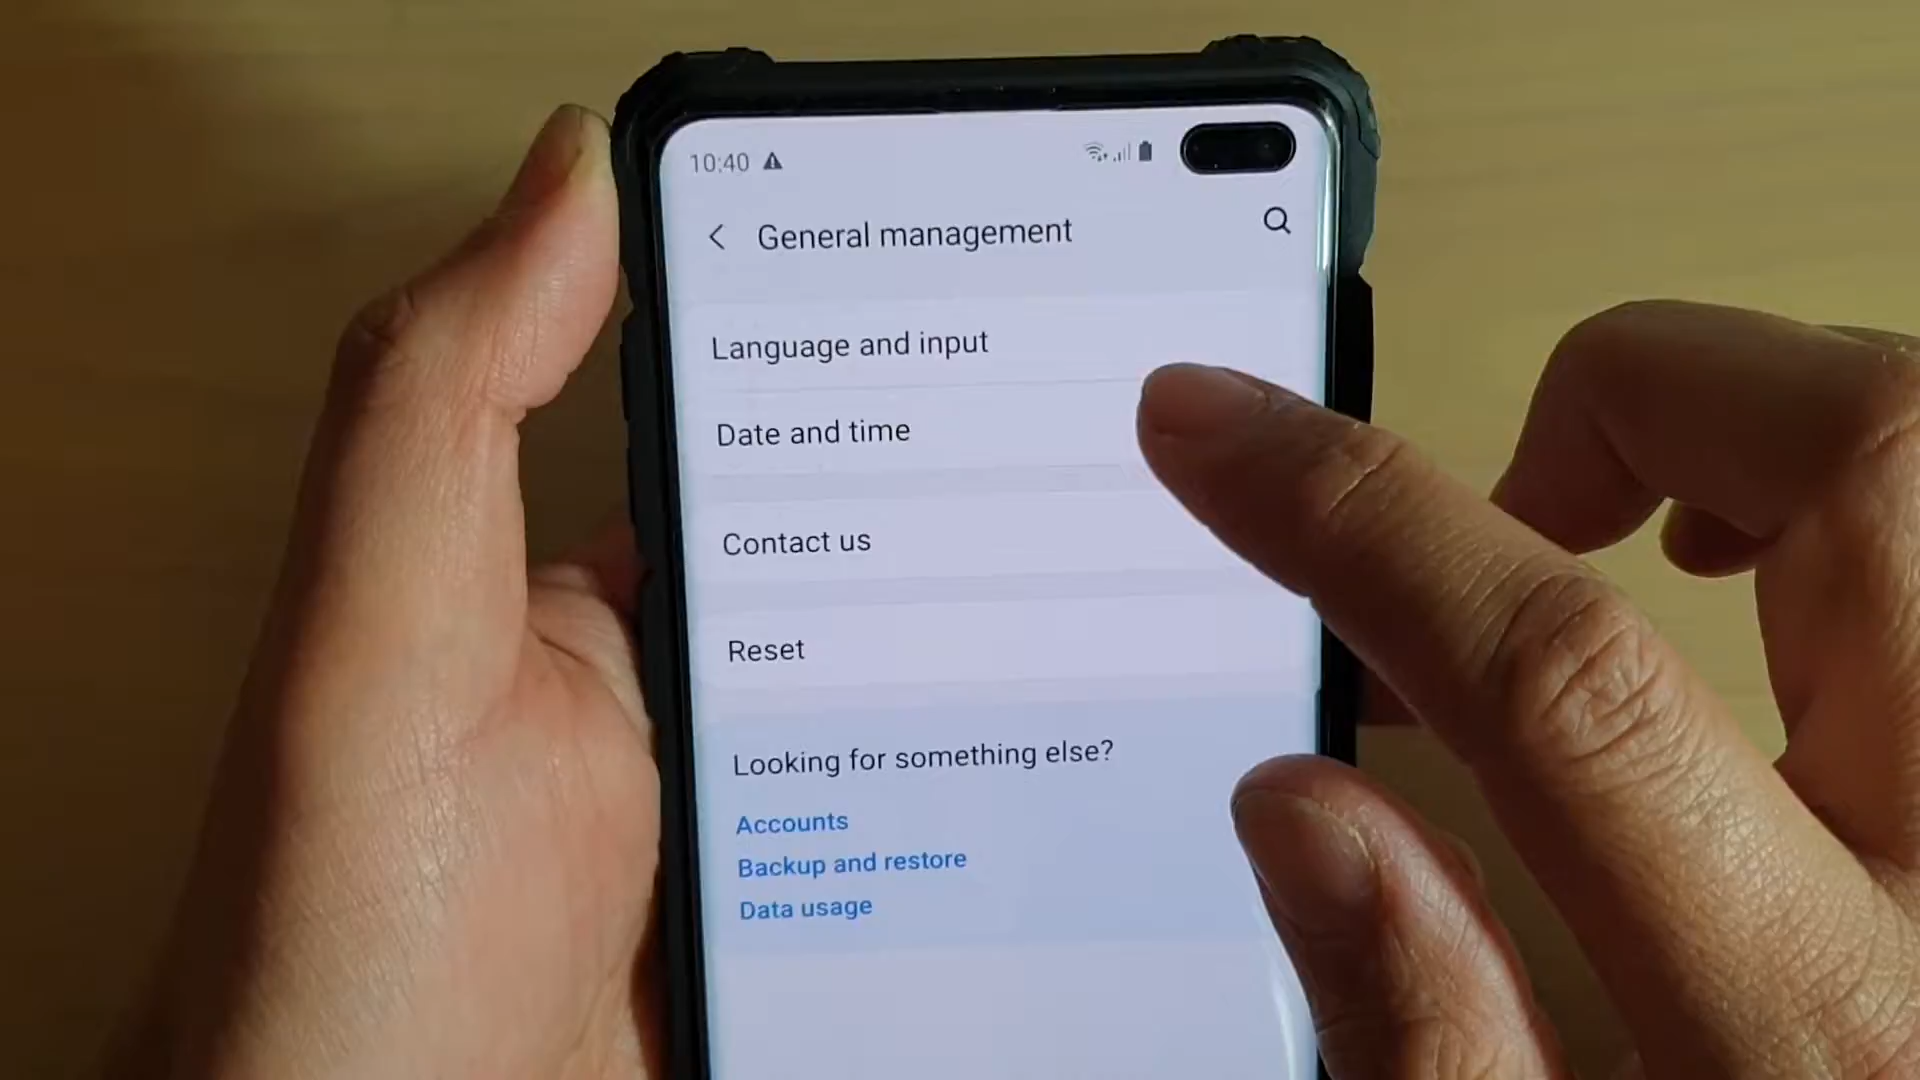 10:40
General management
Language and input
Date and time
Contact us
Reset
Looking for something else?
Accounts
Backup and restore
Data usage